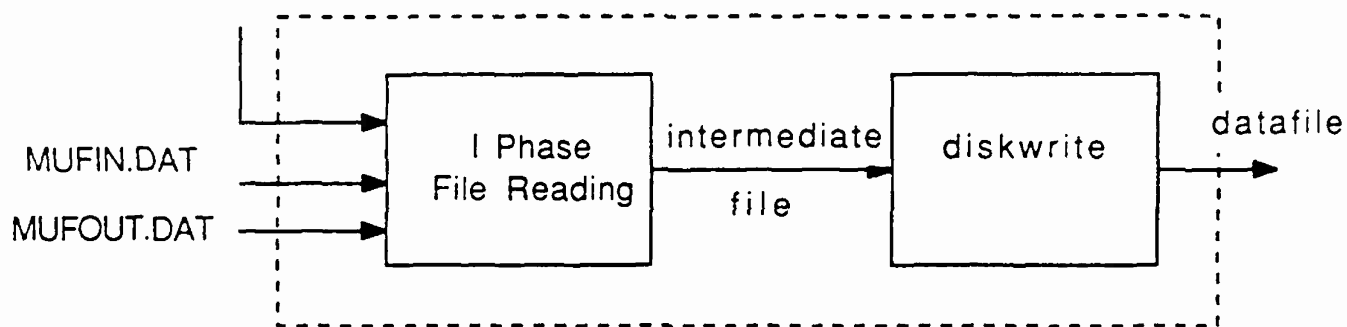 MUFIN.DAT
MUFOUT.DAT
I Phase
File Reading
intermediate
file
diskwrite
datafile